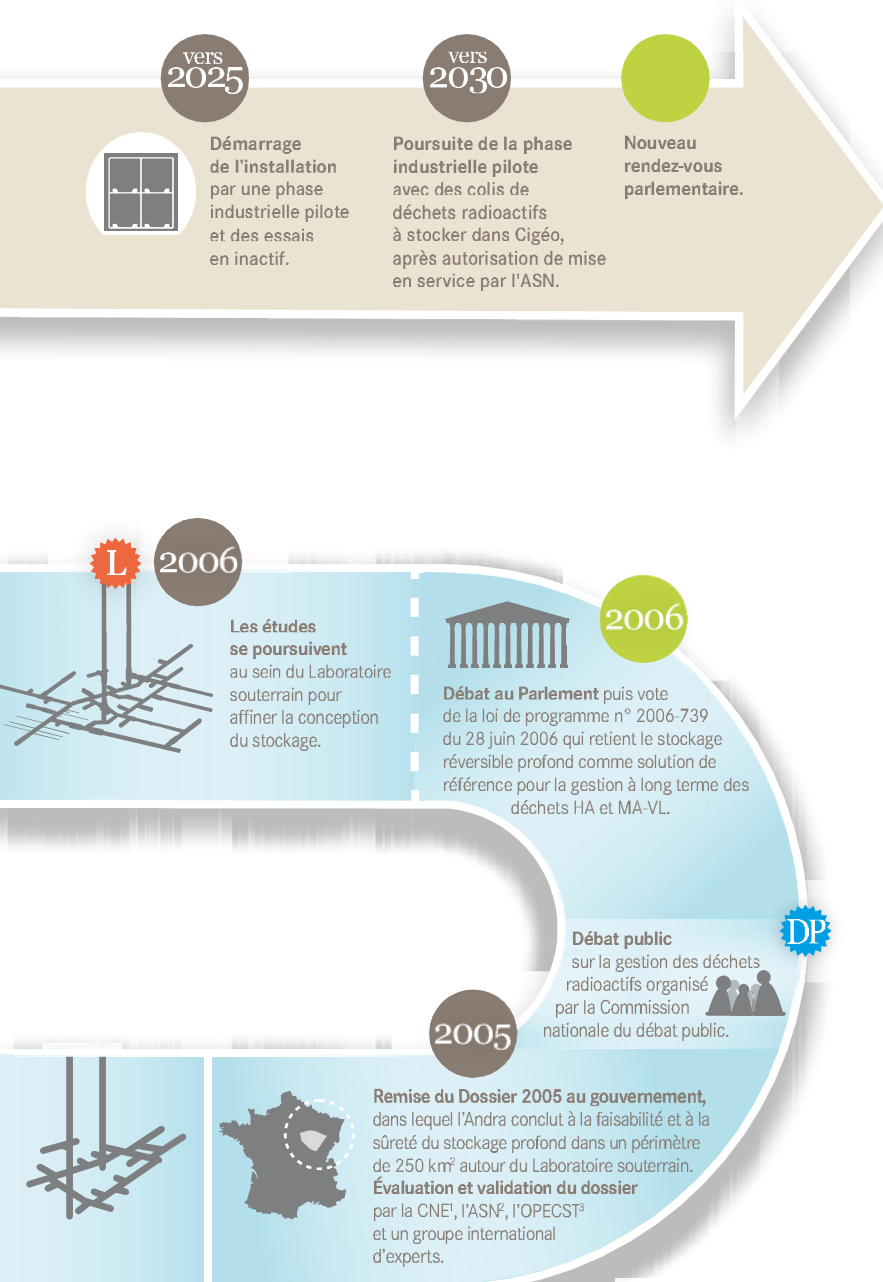 vers
2025
Démarrage
de l'installation
par une phase
industrielle pilote
et des essais
en inactif.
vers
2030
Poursuite de la phase
industrielle pilote
avec des colis de
déchets radioactifs
à stocker dans Cigéo,
après autorisation de mise
en service par l'ASN.
Nouveau
rendez-vous
parlementaire.
L
2006
Les études
se poursuivent
au sein du Laboratoire
souterrain pour
affiner la conception
du stockage.
2006
Débat au Parlement puis vote
de la loi de programme n° 2006-739
du 28 juin 2006 qui retient le stockage
réversible profond comme solution de
référence pour la gestion à long terme des
déchets HA et MA-VL.
DP
Débat public
sur la gestion des déchets
radioactifs organisé
par la Commission
nationale du débat public.
2005
Remise du Dossier 2005 au gouvernement,
dans lequel l'Andra conclut à la faisabilité et à la
sûreté du stockage profond dans un périmètre
de 250 km² autour du Laboratoire souterrain.
Évaluation et validation du dossier
par la CNE¹, l'ASN², l'OPECST³
et un groupe international
d'experts.